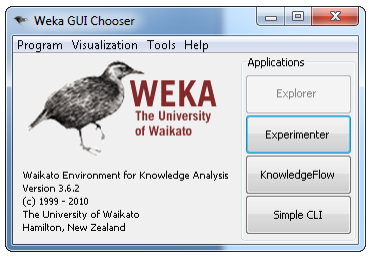 Weka GUI Chooser
Program Visualization Tools Help
WEKA
The University
of Waikato
Waikato Environment for Knowledge Analysis
Version 3.6.2
(c) 1999 - 2010
The University of Waikato
Hamilton, New Zealand
Applications
Explorer
Experimenter
KnowledgeFlow
Simple CLI